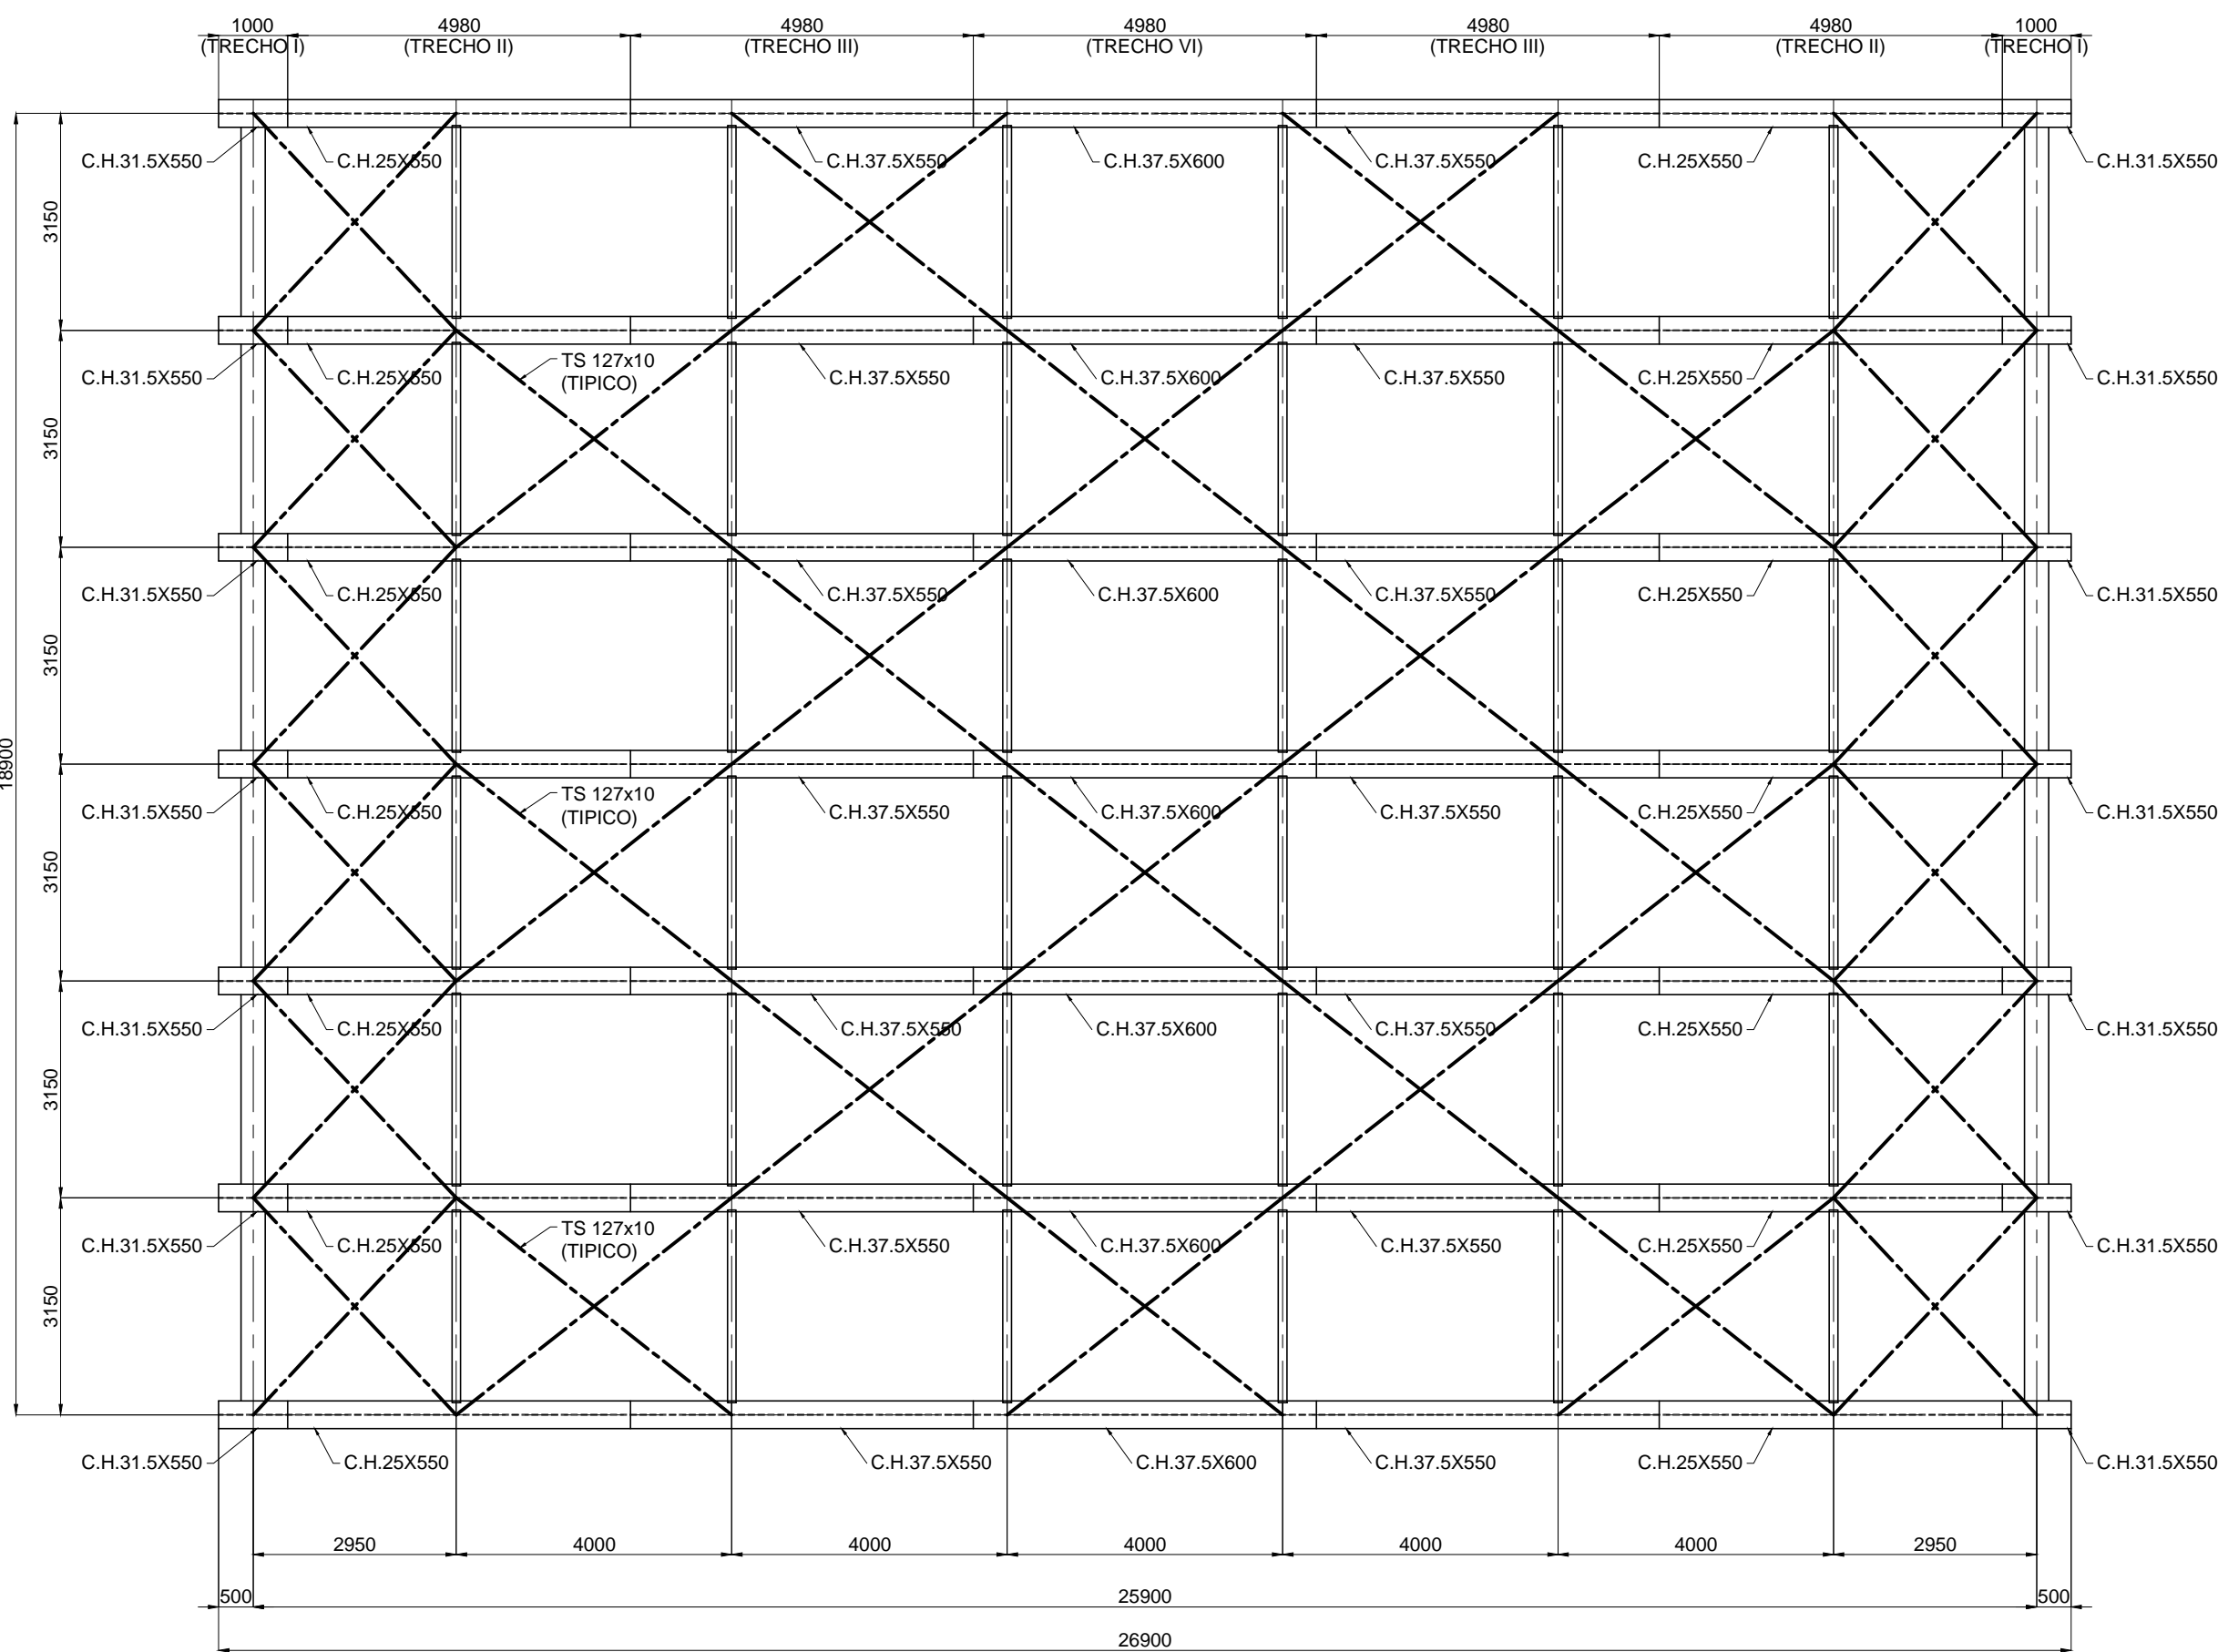 1000 4980 4980 4980 4980 4980 1000
(TRECHO I) (TRECHO II) (TRECHO III) (TRECHO VI) (TRECHO III) (TRECHO II) (TRECHO I)
C.H.31.5X550 C.H.25X550 C.H.37.5X550 C.H.37.5X600 C.H.37.5X550 C.H.25X550 C.H.31.5X550
3150
TS 127x10
(TIPICO)
C.H.31.5X550 C.H.25X550 C.H.37.5X550 C.H.37.5X600 C.H.37.5X550 C.H.25X550 C.H.31.5X550
3150
C.H.31.5X550 C.H.25X550 C.H.37.5X550 C.H.37.5X600 C.H.37.5X550 C.H.25X550 C.H.31.5X550
3150
18900
TS 127x10
(TIPICO)
C.H.31.5X550 C.H.25X550 C.H.37.5X550 C.H.37.5X600 C.H.37.5X550 C.H.25X550 C.H.31.5X550
3150
C.H.31.5X550 C.H.25X550 C.H.37.5X550 C.H.37.5X600 C.H.37.5X550 C.H.25X550 C.H.31.5X550
3150
TS 127x10
(TIPICO)
C.H.31.5X550 C.H.25X550 C.H.37.5X550 C.H.37.5X600 C.H.37.5X550 C.H.25X550 C.H.31.5X550
3150
C.H.31.5X550 C.H.25X550 C.H.37.5X550 C.H.37.5X600 C.H.37.5X550 C.H.25X550 C.H.31.5X550
2950 4000 4000 4000 4000 4000 2950
500 25900 500
26900